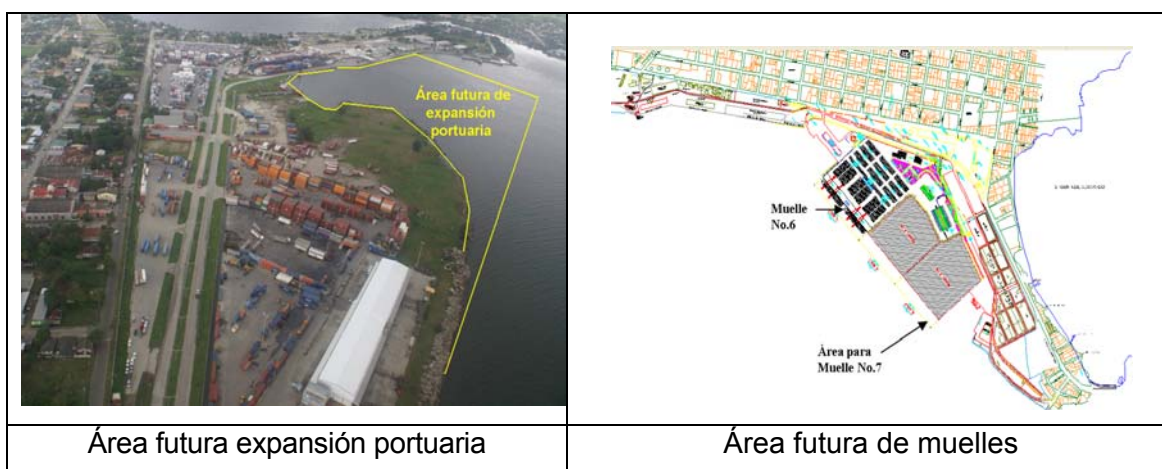 Área futura de
expansión
portuaria
Muelle
No.6
Àrea para
Muelle No.7
Área futura expansión portuaria
Área futura de muelles